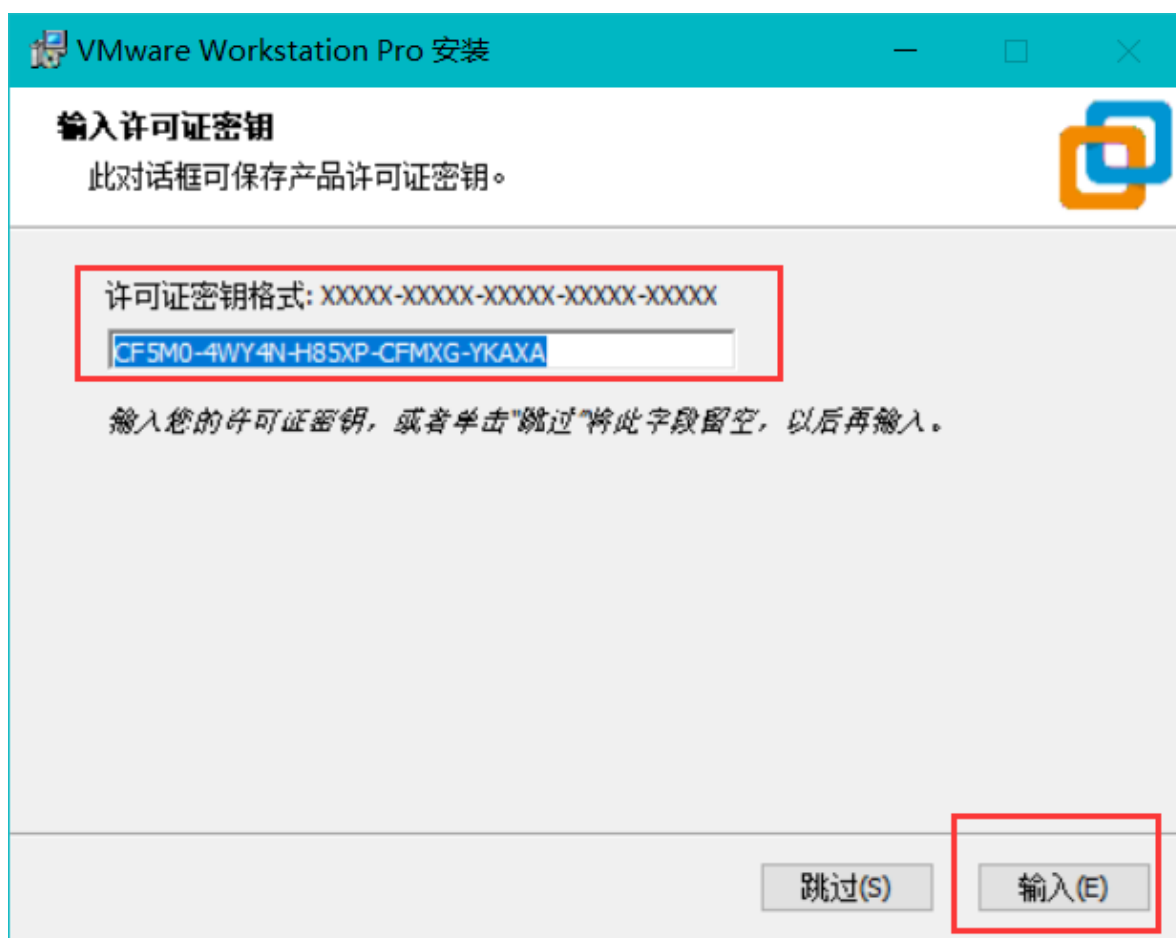 VMware Workstation Pro 安装
输入许可证密钥
此对话框可保存产品许可证密钥。
许可证密钥格式: XXXXX-XXXXX-XXXXX-XXXXX-XXXXX
CF5M0-4WY4N-H85XP-CFMXG-YKAXA
输入您的许可证密钥，或者单击"跳过"将此字段留空，以后再输入。
跳过(S) 输入(E)